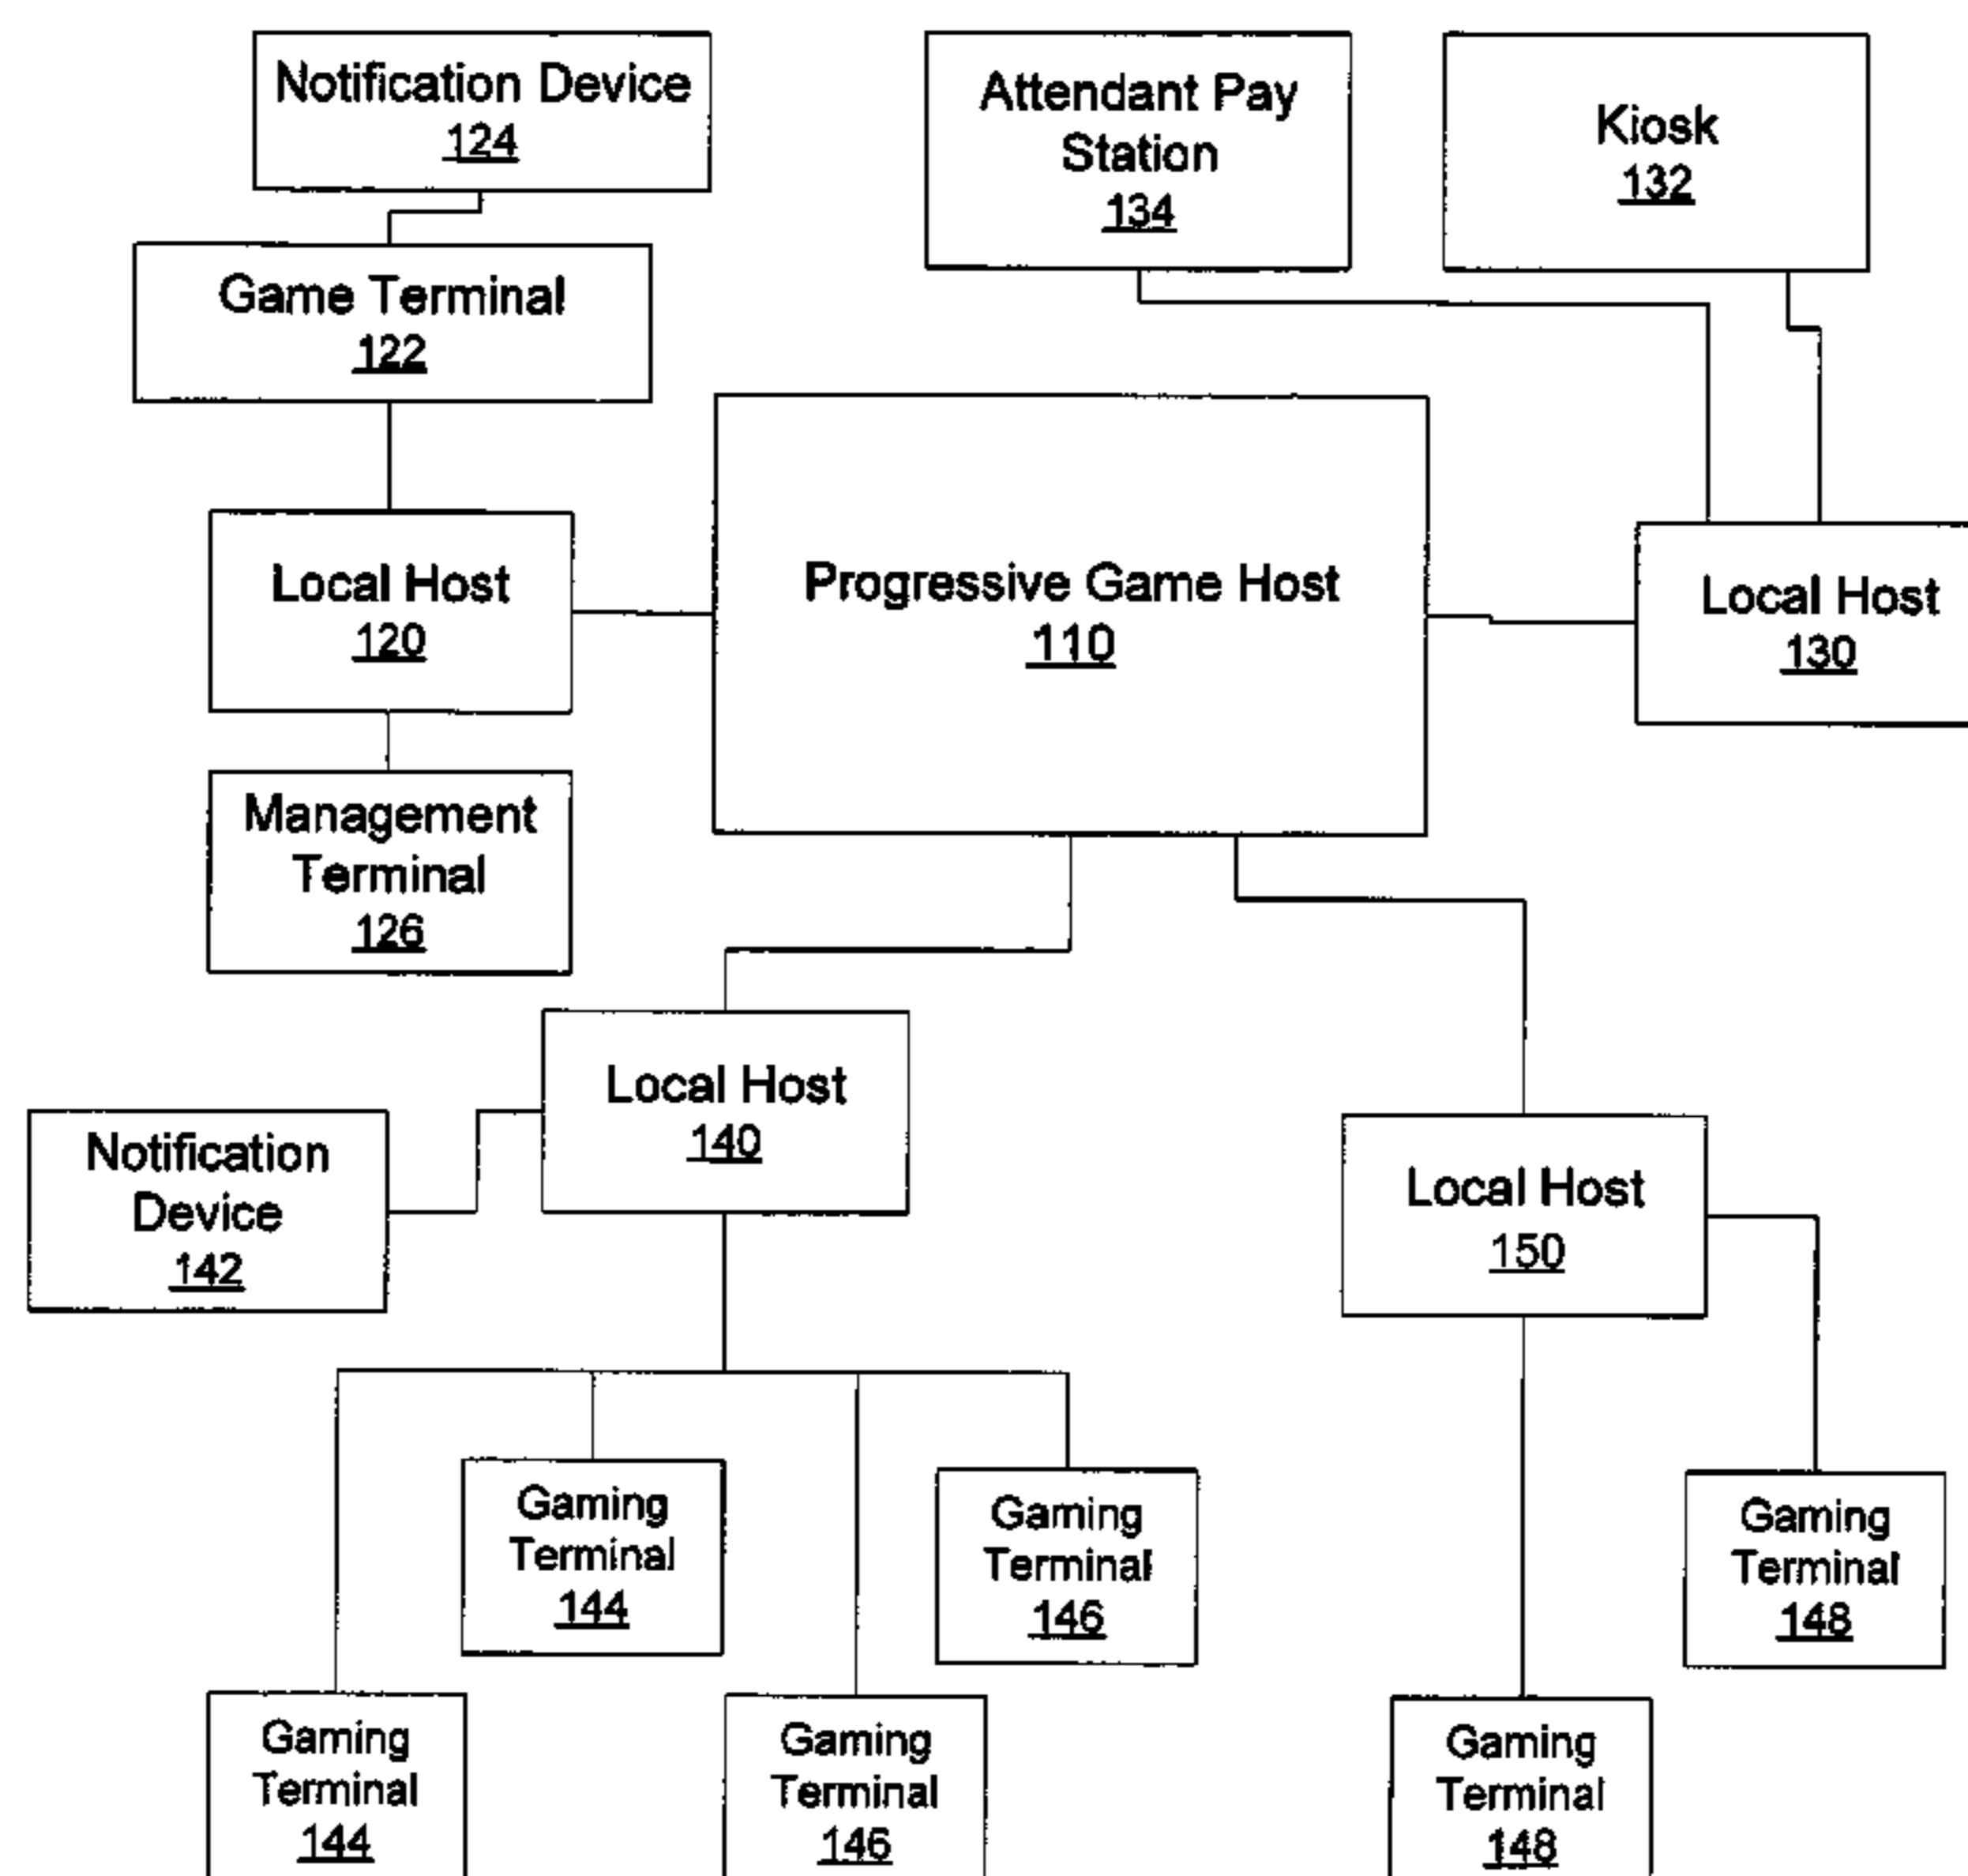 Notification Device
124
Attendant Pay
Station
134
Kiosk
132
Game Terminal
122
Local Host
120
Progressive Game Host
110
Local Host
130
Management
Terminal
126
Local Host
140
Notification
Device
142
Local Host
150
Gaming
Terminal
144
Gaming
Terminal
146
Gaming
Terminal
148
Gaming
Terminal
144
Gaming
Terminal
146
Gaming
Terminal
148